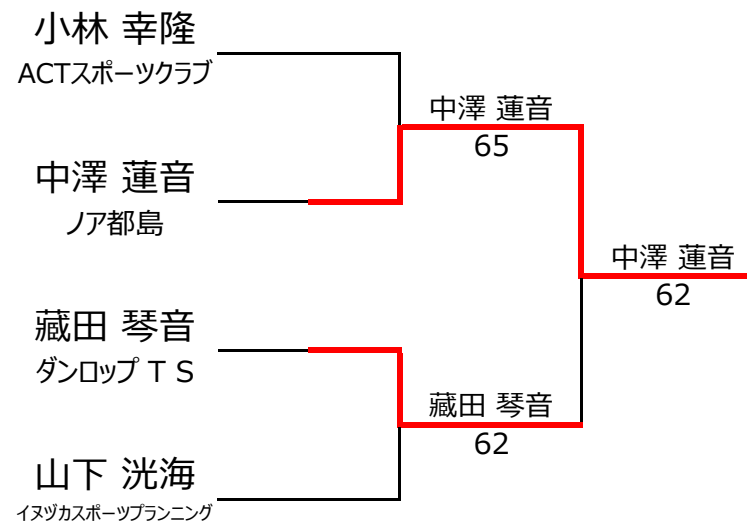 小林 幸隆
ACTスポーツクラブ
中澤 蓮音
65
中澤 蓮音
ノア都島
中澤 蓮音
62
藏田 琴音
ダンロップ T S
藏田 琴音
62
山下 洸海
イヌヅカスポーツプランニング